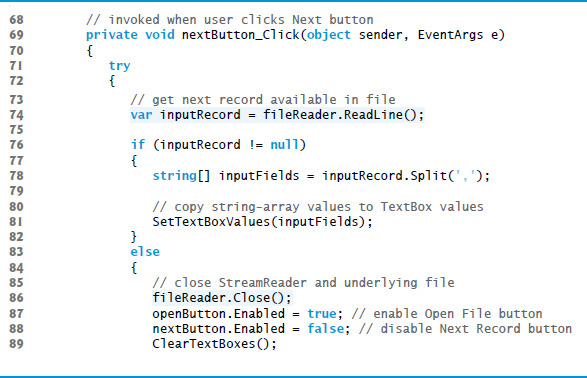 68 // invoked when user clicks Next button
69 private void nextButton_Click(object sender, EventArgs e)
70 {
71 try
72 {
73 // get next record available in file
74 var inputRecord = fileReader.ReadLine();
75
76 if (inputRecord != null)
77 {
78 string[] inputFields = inputRecord.Split(',');
79
80 // copy string-array values to TextBox values
81 SetTextBoxValues(inputFields);
82 }
83 else
84 {
85 // close StreamReader and underlying file
86 fileReader.Close();
87 openButton.Enabled = true; // enable Open File button
88 nextButton.Enabled = false; // disable Next Record button
89 ClearTextBoxes();